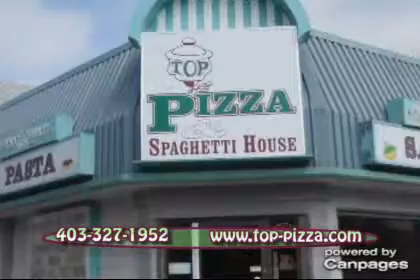 TOP
PIZZA
SPAGHETTI HOUSE
PASTA
403-327-1952 www.top-pizza.com
powered by
Canpages